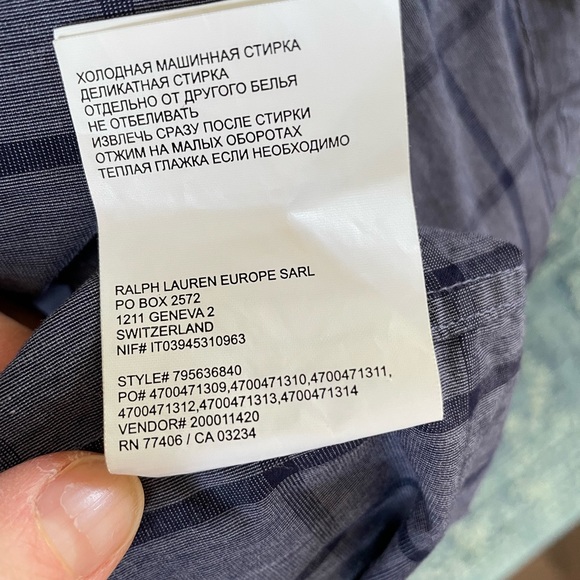 ХОЛОДНАЯ МАШИННАЯ СТИРКА
ДЕЛИКАТНАЯ СТИРКА
ОТДЕЛЬНО ОТ ДРУГОГО БЕЛЬЯ
НЕ ОТБЕЛИВАТЬ
ИЗВЛЕЧЬ СРАЗУ ПОСЛЕ СТИРКИ
ОТЖИМ НА МАЛЫХ ОБОРОТАХ
ТЕПЛАЯ ГЛАЖКА ЕСЛИ НЕОБХОДИМО
RALPH LAUREN EUROPE SARL
PO BOX 2572
1211 GENEVA 2
SWITZERLAND
NIF# IT03945310963
STYLE# 795636840
PO# 4700471309,4700471310,4700471311,
4700471312,4700471313,4700471314
VENDOR# 200011420
RN 77406 / CA 03234